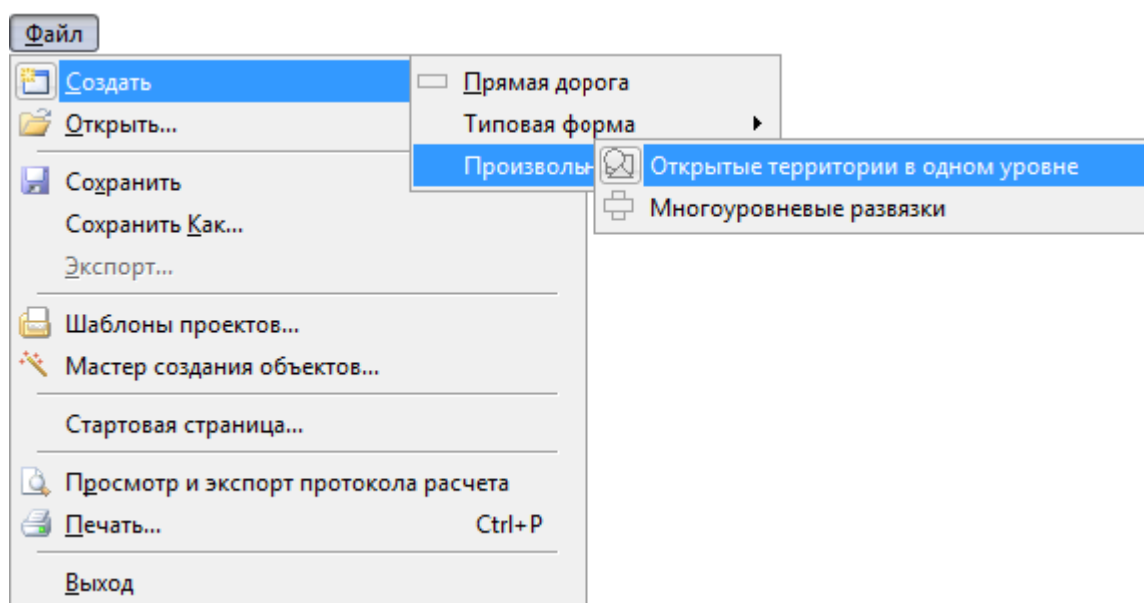 Файл
Создать
Открыть...
Сохранить
Сохранить Как...
Экспорт...
Шаблоны проектов...
Мастер создания объектов...
Стартовая страница...
Просмотр и экспорт протокола расчета
Печать... Ctrl+P
Выход
Прямая дорога
Типовая форма
Произволь
Открытые территории в одном уровне
Многоуровневые развязки